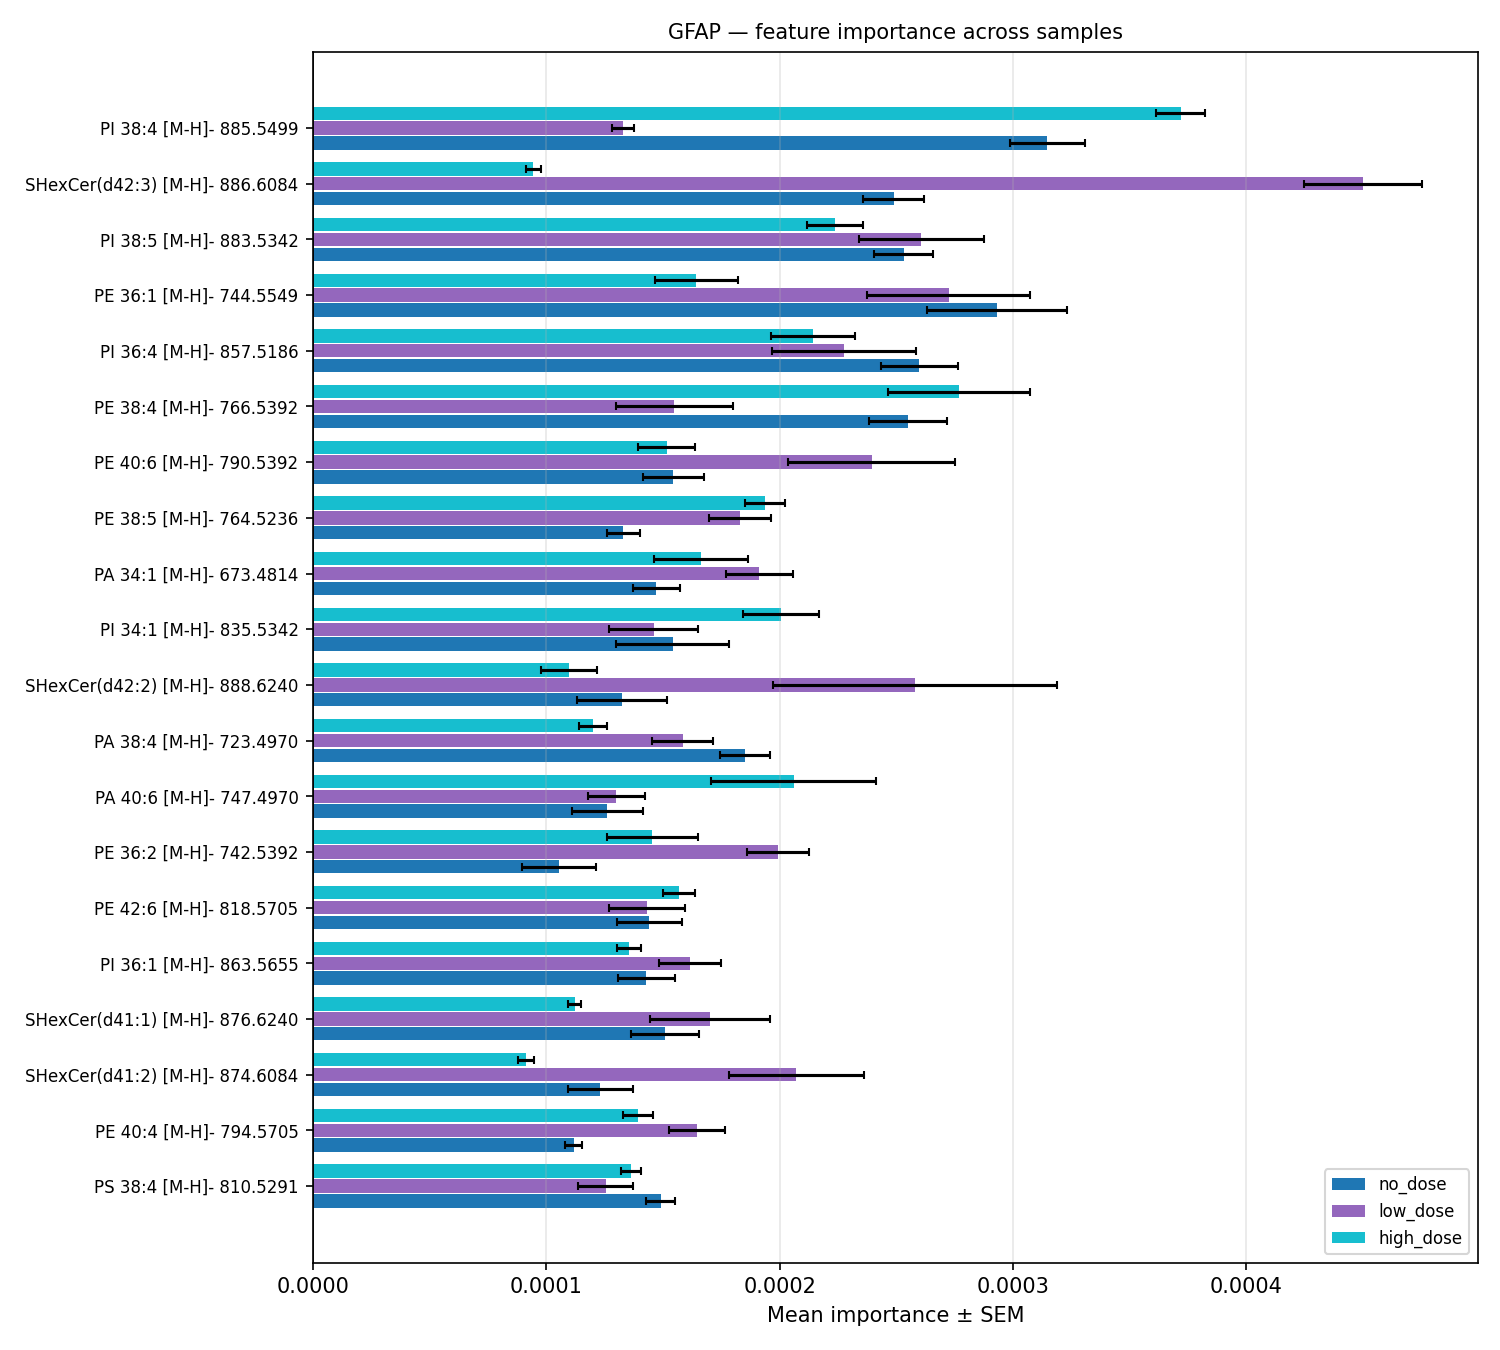 GFAP — feature importance across samples
PI 38:4 [M-H]- 885.5499
SHexCer(d42:3) [M-H]- 886.6084
PI 38:5 [M-H]- 883.5342
PE 36:1 [M-H]- 744.5549
PI 36:4 [M-H]- 857.5186
PE 38:4 [M-H]- 766.5392
PE 40:6 [M-H]- 790.5392
PE 38:5 [M-H]- 764.5236
PA 34:1 [M-H]- 673.4814
PI 34:1 [M-H]- 835.5342
SHexCer(d42:2) [M-H]- 888.6240
PA 38:4 [M-H]- 723.4970
PA 40:6 [M-H]- 747.4970
PE 36:2 [M-H]- 742.5392
PE 42:6 [M-H]- 818.5705
PI 36:1 [M-H]- 863.5655
SHexCer(d41:1) [M-H]- 876.6240
SHexCer(d41:2) [M-H]- 874.6084
PE 40:4 [M-H]- 794.5705
PS 38:4 [M-H]- 810.5291
no_dose
low_dose
high_dose
0.0000 0.0001 0.0002 0.0003 0.0004
Mean importance ± SEM